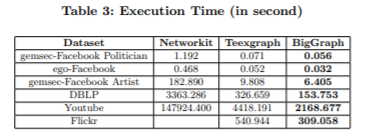 Table 3: Execution Time (in second)
Dataset Networkit Teexgraph BigGraph
gemsec-Facebook Politician 1.192 0.071 0.056
ego-Facebook 0.468 0.052 0.032
gemsec-Facebook Artist 182.890 9.808 6.405
DBLP 3363.286 326.659 153.753
Youtube 147924.400 4418.191 2168.677
Flickr 540.944 309.058